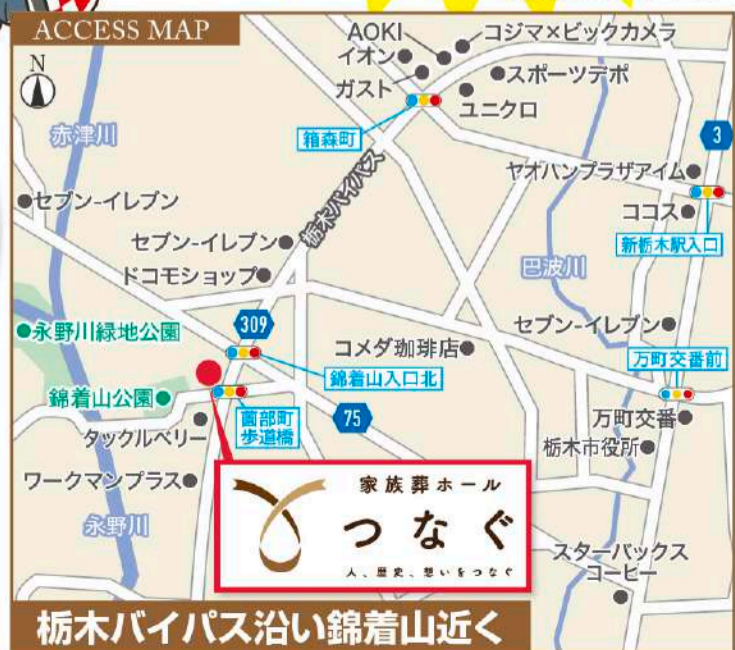 ACCESS MAP
N
AOKI
コジマ×ビックカメラ
イオン
ガスト
スポーツデポ
ユニクロ
箱森町
赤津川
栃木バイパス
3
ヤオハンプラザアイム
セブン-イレブン
ココス
新栃木駅入口
セブン-イレブン
巴波川
ドコモショップ
309
セブン-イレブン
永野川緑地公園
コメダ珈琲店
万町交番前
錦着山入口北
錦着山公園
薗部町
歩道橋
75
万町交番
タックルベリー
栃木市役所
ワークマンプラス
永野川
家族葬ホール
つなぐ
人、歴史、想いをつなぐ
スターバックス
コーヒー
栃木バイパス沿い錦着山近く